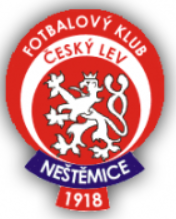 FOTBALOVÝ KLUB
ČESKÝ LEV
NEŠTĚMICE
1918